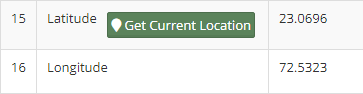 15 Latitude Get Current Location 23.0696
16 Longitude 72.5323